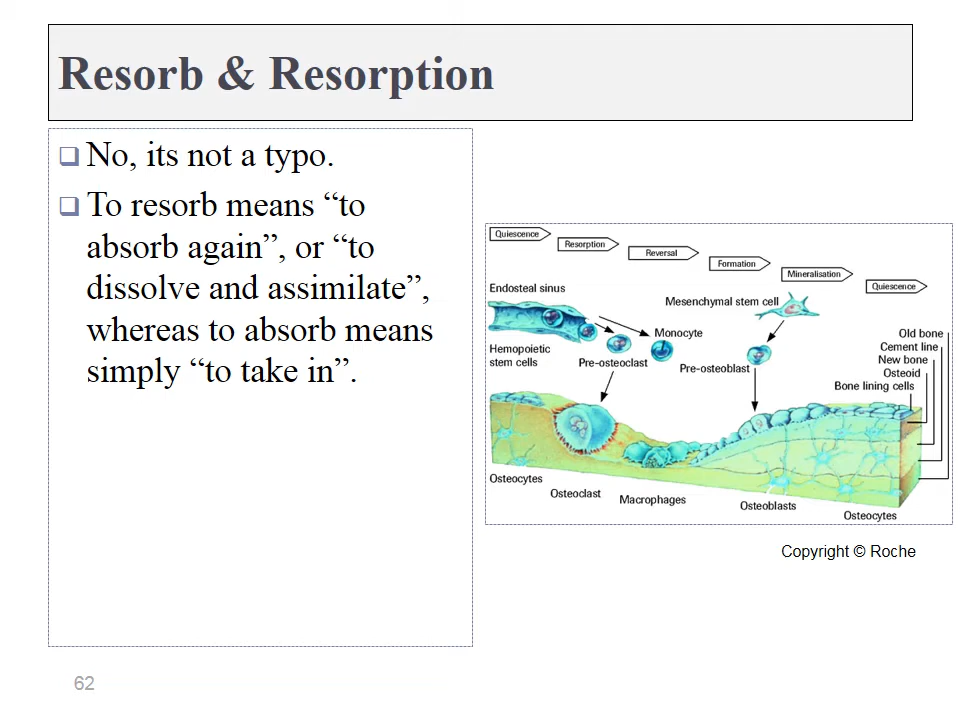 Resorb & Resorption
No, its not a typo.
To resorb means “to
absorb again”, or “to
dissolve and assimilate”,
whereas to absorb means
simply “to take in”.
Quiescence
Resorption
Reversal
Formation
Mineralisation
Quiescence
Endosteal sinus
Mesenchymal stem cell
Monocyte
Hemopoietic
stem cells
Pre-osteoclast
Pre-osteoblast
Old bone
Cement line
New bone
Osteoid
Bone lining cells
Osteocytes
Osteoclast
Macrophages
Osteoblasts
Osteocytes
Copyright © Roche
62